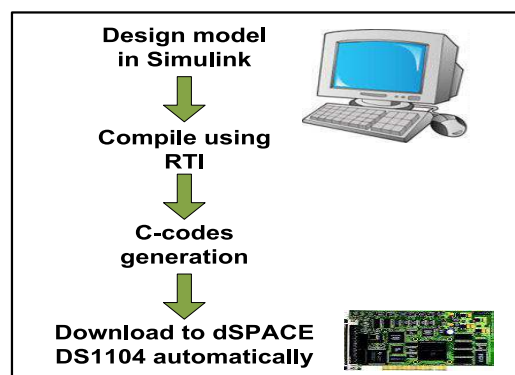 Design model
in Simulink
Compile using
RTI
C-codes
generation
Download to dSPACE
DS1104 automatically